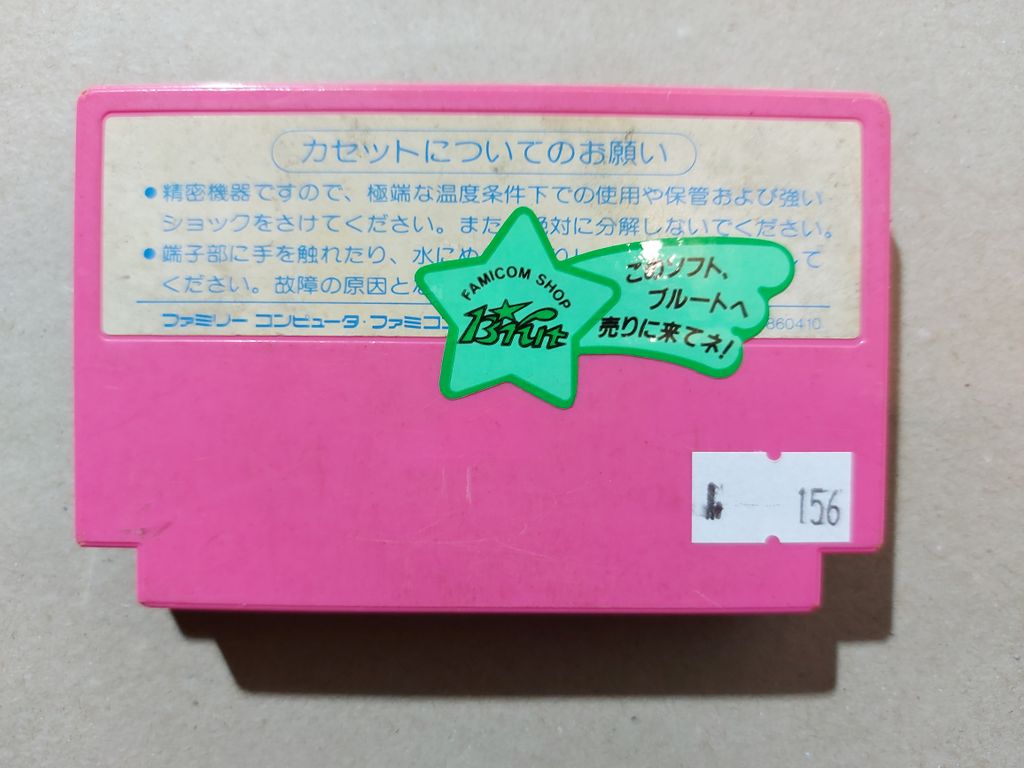 カセットについてのお願い
●精密機器ですので、極端な温度条件下での使用や保管および強い
ショックをさけてください。また 絶対に分解しないでください。
●端子部に手を触れたり、水にぬ して
ください。故障の原因と
ファミリー コンピュータ・ファミコ 860410
FAMICOM SHOP
Brut
このソフト、
ブルートへ
売りに来てネ!
156